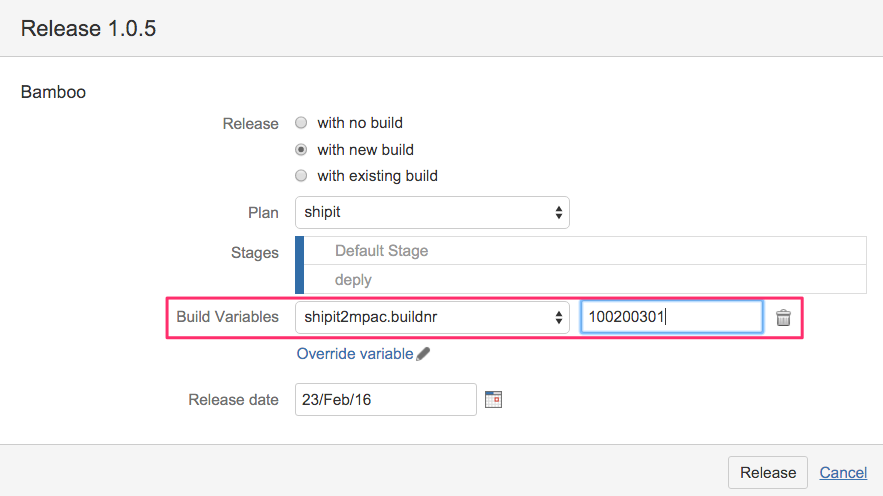 Release 1.0.5
Bamboo
Release with no build
with new build
with existing build
Plan shipit
Stages Default Stage
deply
Build Variables shipit2mpac.buildnr 100200301
Override variable
Release date 23/Feb/16
Release Cancel